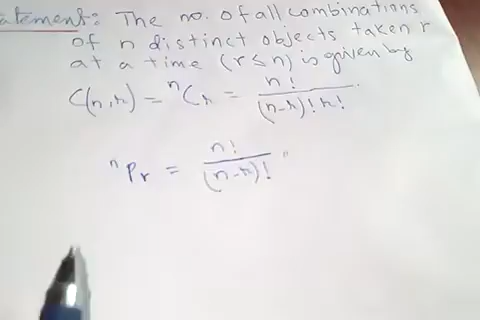 atement: The no. of all combinations
of n distinct objects taken r
at a time (r ≤ n) is given by
C(n,r) = ⁿCᵣ = n! / (n-r)! r! .
ⁿPᵣ = n! / (n-r)! "